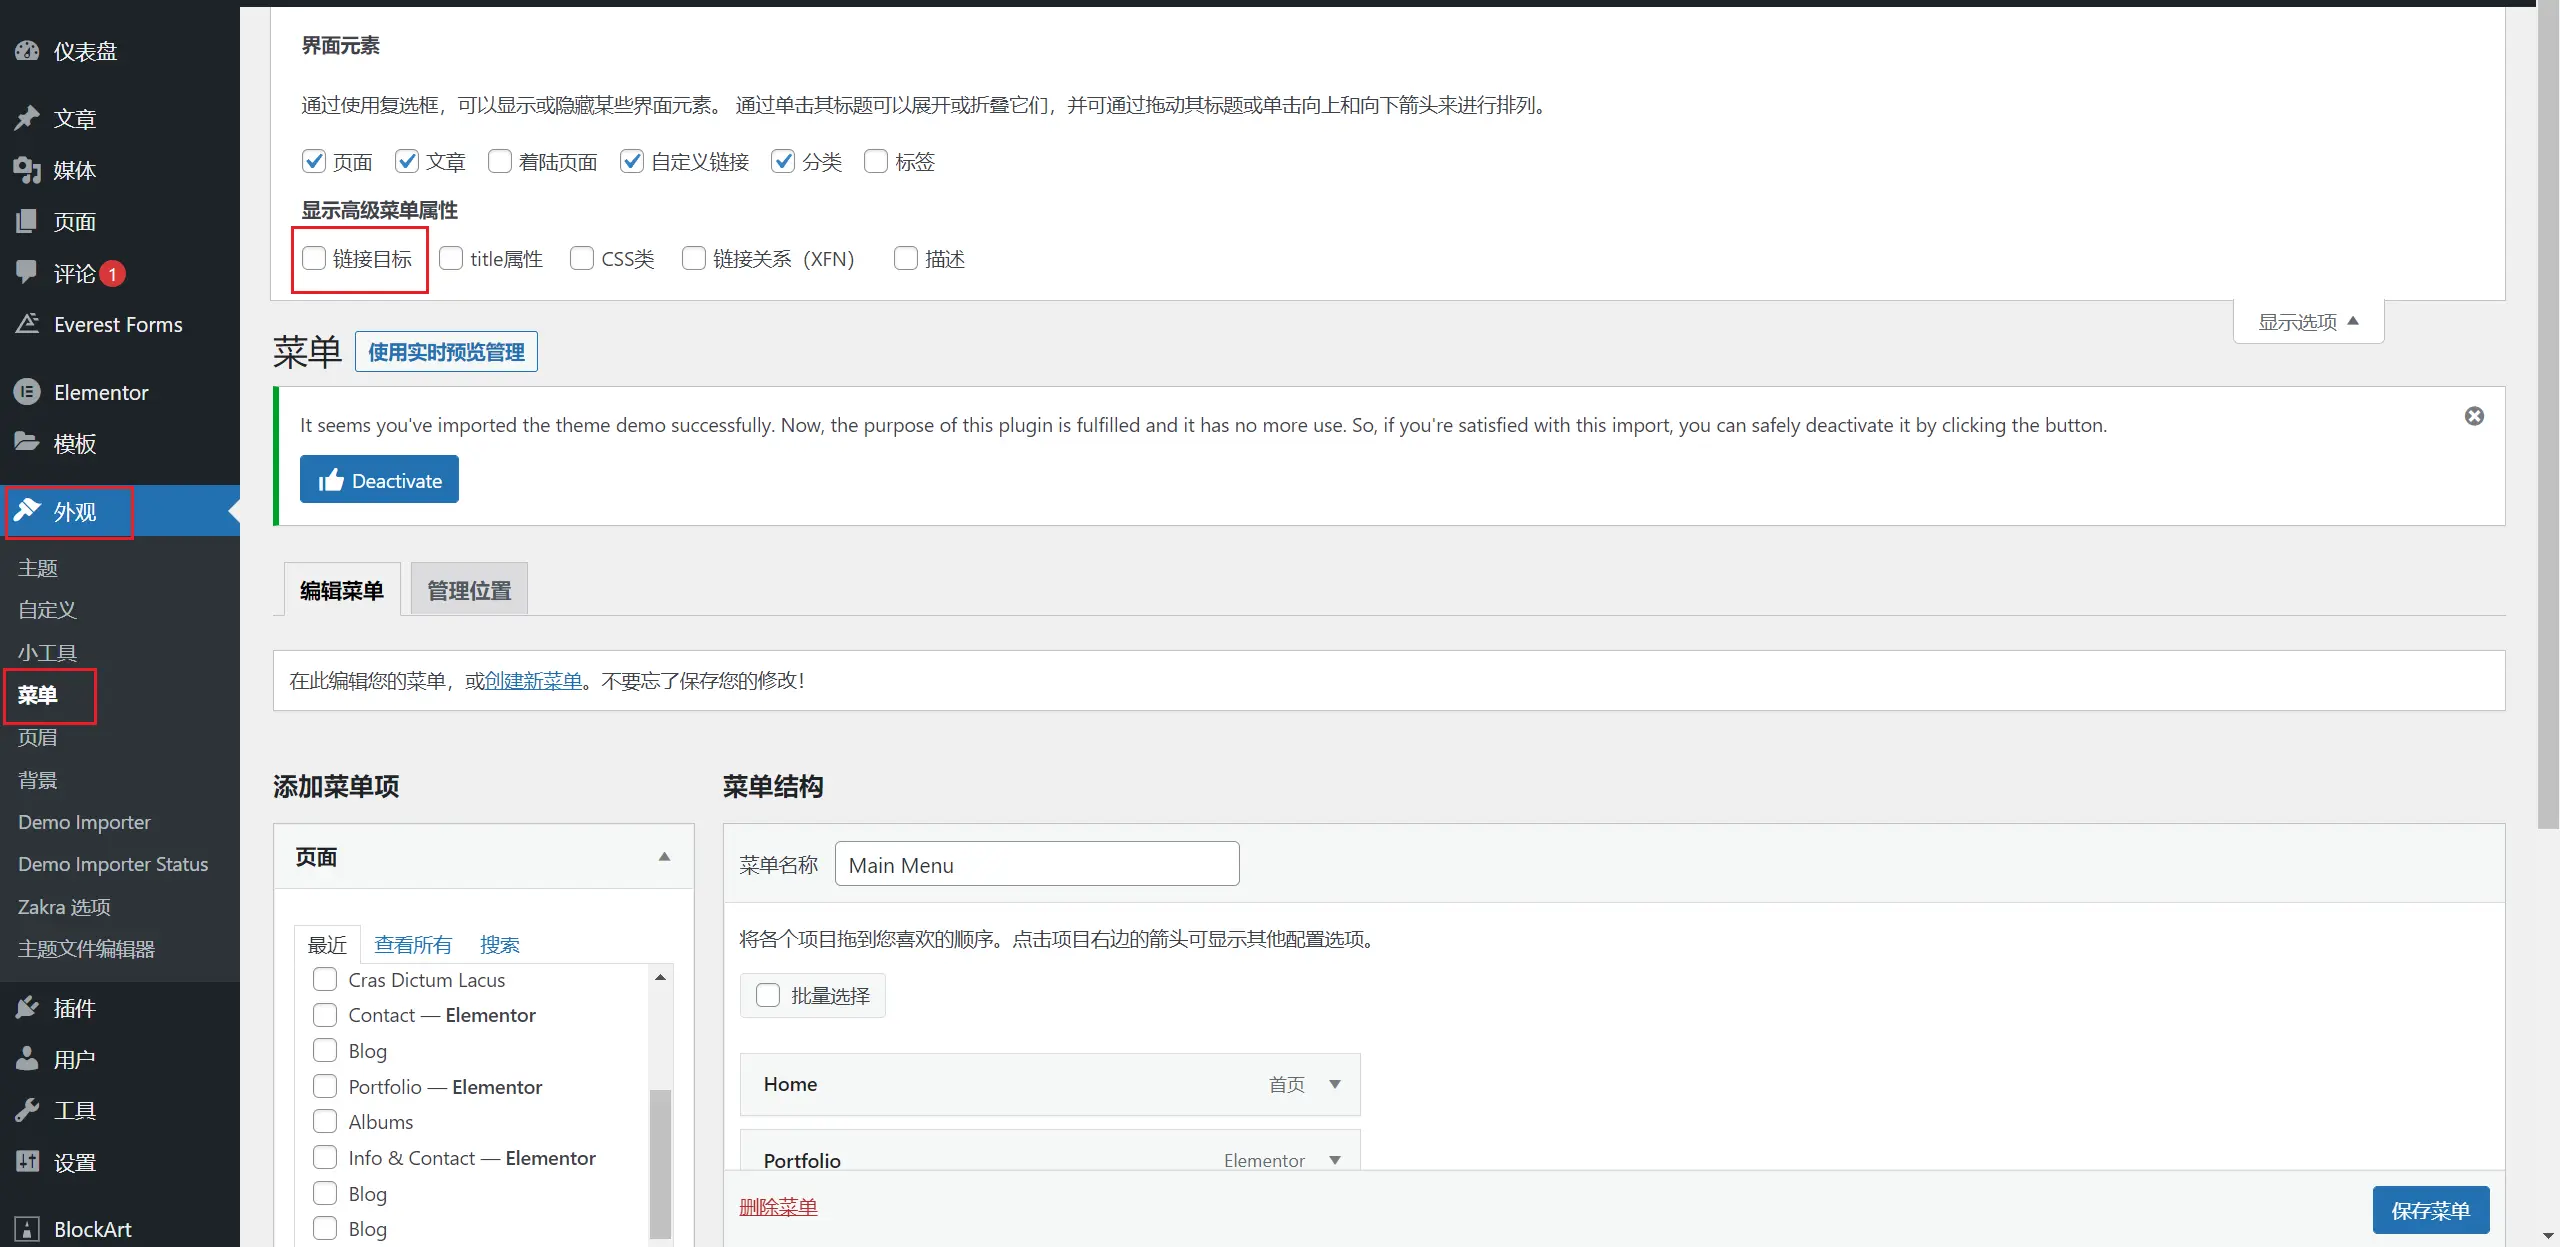 仪表盘
文章
媒体
页面
评论 1
Everest Forms
Elementor
模板
外观
主题
自定义
小工具
菜单
页眉
背景
Demo Importer
Demo Importer Status
Zakra 选项
主题文件编辑器
插件
用户
工具
设置
BlockArt
界面元素
通过使用复选框，可以显示或隐藏某些界面元素。 通过单击其标题可以展开或折叠它们，并可通过拖动其标题或单击向上和向下箭头来进行排列。
页面 文章 着陆页面 自定义链接 分类 标签
显示高级菜单属性
链接目标 title属性 CSS类 链接关系（XFN） 描述
显示选项
菜单 使用实时预览管理
It seems you've imported the theme demo successfully. Now, the purpose of this plugin is fulfilled and it has no more use. So, if you're satisfied with this import, you can safely deactivate it by clicking the button.
Deactivate
编辑菜单 管理位置
在此编辑您的菜单，或创建新菜单。不要忘了保存您的修改！
添加菜单项
页面
最近 查看所有 搜索
Cras Dictum Lacus
Contact — Elementor
Blog
Portfolio — Elementor
Albums
Info & Contact — Elementor
Blog
Blog
菜单结构
菜单名称 Main Menu
将各个项目拖到您喜欢的顺序。点击项目右边的箭头可显示其他配置选项。
批量选择
Home 首页
Portfolio Elementor
删除菜单 保存菜单